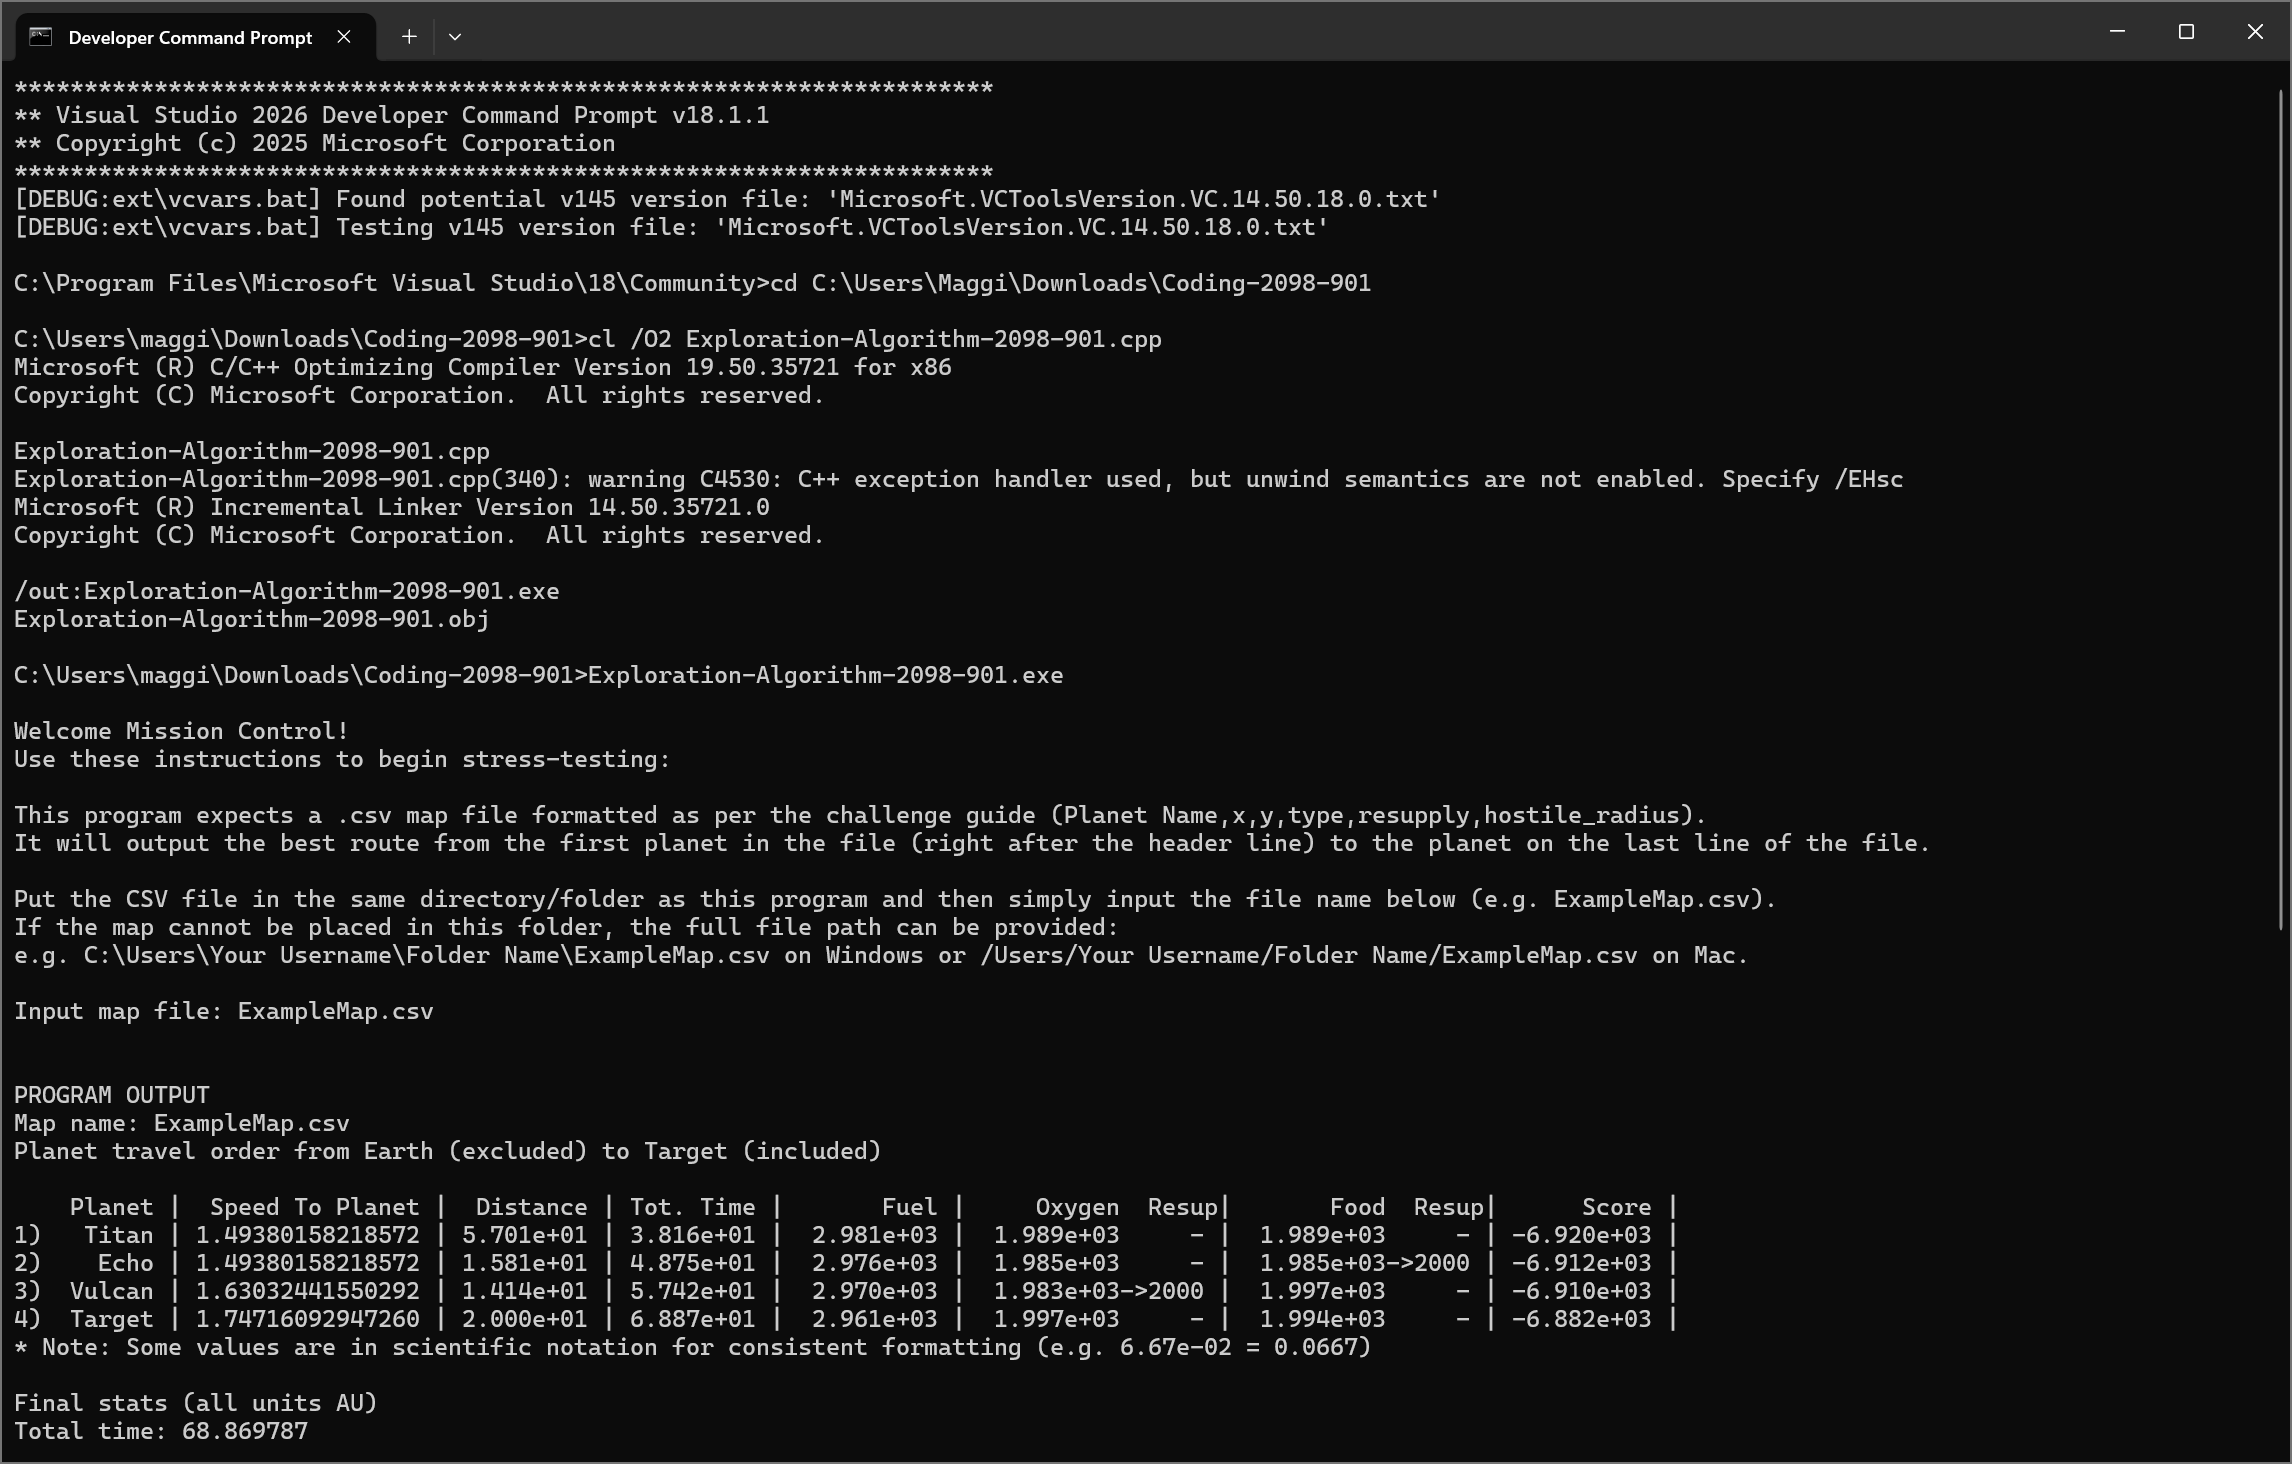 Developer Command Prompt
**********************************************************************
** Visual Studio 2026 Developer Command Prompt v18.1.1
** Copyright (c) 2025 Microsoft Corporation
**********************************************************************
[DEBUG:ext\vcvars.bat] Found potential v145 version file: 'Microsoft.VCToolsVersion.VC.14.50.18.0.txt'
[DEBUG:ext\vcvars.bat] Testing v145 version file: 'Microsoft.VCToolsVersion.VC.14.50.18.0.txt'

C:\Program Files\Microsoft Visual Studio\18\Community>cd C:\Users\Maggi\Downloads\Coding-2098-901

C:\Users\maggi\Downloads\Coding-2098-901>cl /O2 Exploration-Algorithm-2098-901.cpp
Microsoft (R) C/C++ Optimizing Compiler Version 19.50.35721 for x86
Copyright (C) Microsoft Corporation.  All rights reserved.

Exploration-Algorithm-2098-901.cpp
Exploration-Algorithm-2098-901.cpp(340): warning C4530: C++ exception handler used, but unwind semantics are not enabled. Specify /EHsc
Microsoft (R) Incremental Linker Version 14.50.35721.0
Copyright (C) Microsoft Corporation.  All rights reserved.

/out:Exploration-Algorithm-2098-901.exe
Exploration-Algorithm-2098-901.obj

C:\Users\maggi\Downloads\Coding-2098-901>Exploration-Algorithm-2098-901.exe

Welcome Mission Control!
Use these instructions to begin stress-testing:

This program expects a .csv map file formatted as per the challenge guide (Planet Name,x,y,type,resupply,hostile_radius).
It will output the best route from the first planet in the file (right after the header line) to the planet on the last line of the file.

Put the CSV file in the same directory/folder as this program and then simply input the file name below (e.g. ExampleMap.csv).
If the map cannot be placed in this folder, the full file path can be provided:
e.g. C:\Users\Your Username\Folder Name\ExampleMap.csv on Windows or /Users/Your Username/Folder Name/ExampleMap.csv on Mac.

Input map file: ExampleMap.csv

PROGRAM OUTPUT
Map name: ExampleMap.csv
Planet travel order from Earth (excluded) to Target (included)

    Planet |  Speed To Planet |  Distance | Tot. Time |       Fuel |     Oxygen  Resup|       Food  Resup|     Score |
1)   Titan | 1.49380158218572 | 5.701e+01 | 3.816e+01 |  2.981e+03 |  1.989e+03     - |  1.989e+03     - | -6.920e+03 |
2)    Echo | 1.49380158218572 | 1.581e+01 | 4.875e+01 |  2.976e+03 |  1.985e+03     - |  1.985e+03->2000 | -6.912e+03 |
3)  Vulcan | 1.63032441550292 | 1.414e+01 | 5.742e+01 |  2.970e+03 |  1.983e+03->2000 |  1.997e+03     - | -6.910e+03 |
4)  Target | 1.74716092947260 | 2.000e+01 | 6.887e+01 |  2.961e+03 |  1.997e+03     - |  1.994e+03     - | -6.882e+03 |
* Note: Some values are in scientific notation for consistent formatting (e.g. 6.67e-02 = 0.0667)

Final stats (all units AU)
Total time: 68.869787